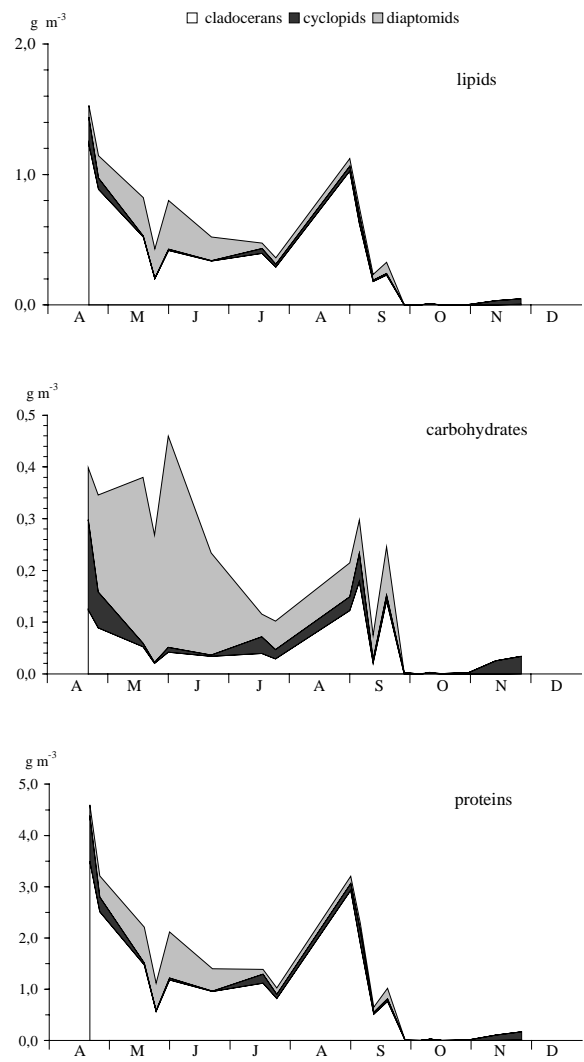 g m-3
cladocerans cyclopids diaptomids
2,0
lipids
1,0
0,0
A M J J A S O N D
g m-3
0,5
carbohydrates
0,4
0,3
0,2
0,1
0,0
A M J J A S O N D
g m-3
5,0
proteins
4,0
3,0
2,0
1,0
0,0
A M J J A S O N D